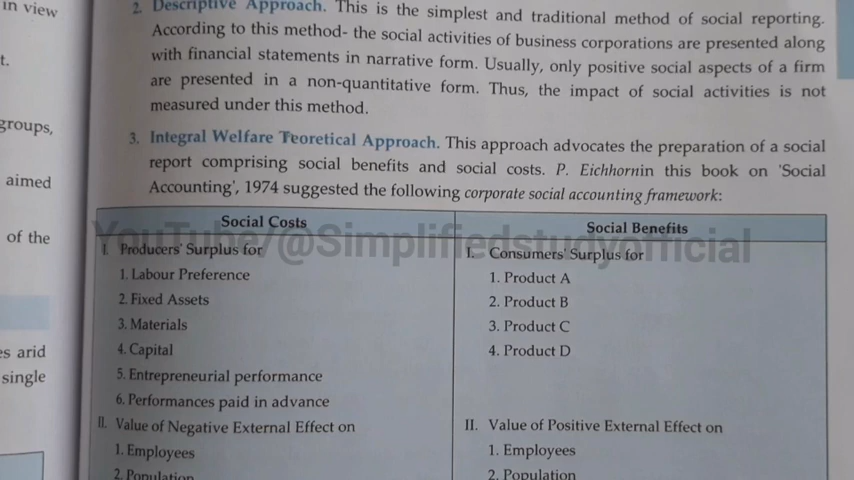 in view
t.
groups,
aimed
of the
es arid
single
2. Descriptive Approach. This is the simplest and traditional method of social reporting.
According to this method- the social activities of business corporations are presented along
with financial statements in narrative form. Usually, only positive social aspects of a firm
are presented in a non-quantitative form. Thus, the impact of social activities is not
measured under this method.
3. Integral Welfare Teoretical Approach. This approach advocates the preparation of a social
report comprising social benefits and social costs. P. Eichhornin this book on 'Social
Accounting', 1974 suggested the following corporate social accounting framework:
YouTube/@Simplifiedstudyofficial
Social Costs
I. Producers' Surplus for
1. Labour Preference
2. Fixed Assets
3. Materials
4. Capital
5. Entrepreneurial performance
6. Performances paid in advance
II. Value of Negative External Effect on
1. Employees
2. Population
Social Benefits
I. Consumers' Surplus for
1. Product A
2. Product B
3. Product C
4. Product D
II. Value of Positive External Effect on
1. Employees
2. Population